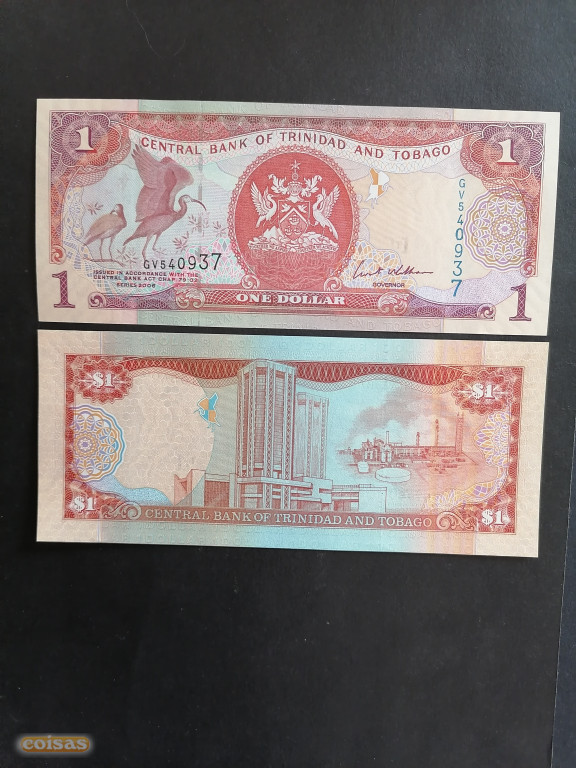 1
1
CENTRAL BANK OF TRINIDAD AND TOBAGO
GV540937
GV540937
ISSUED IN ACCORDANCE WITH THE
CENTRAL BANK ACT CHAP. 79:02
SERIES 2006
GOVERNOR
1
ONE DOLLAR
1
$1
$1
$1
CENTRAL BANK OF TRINIDAD AND TOBAGO
$1
coisas